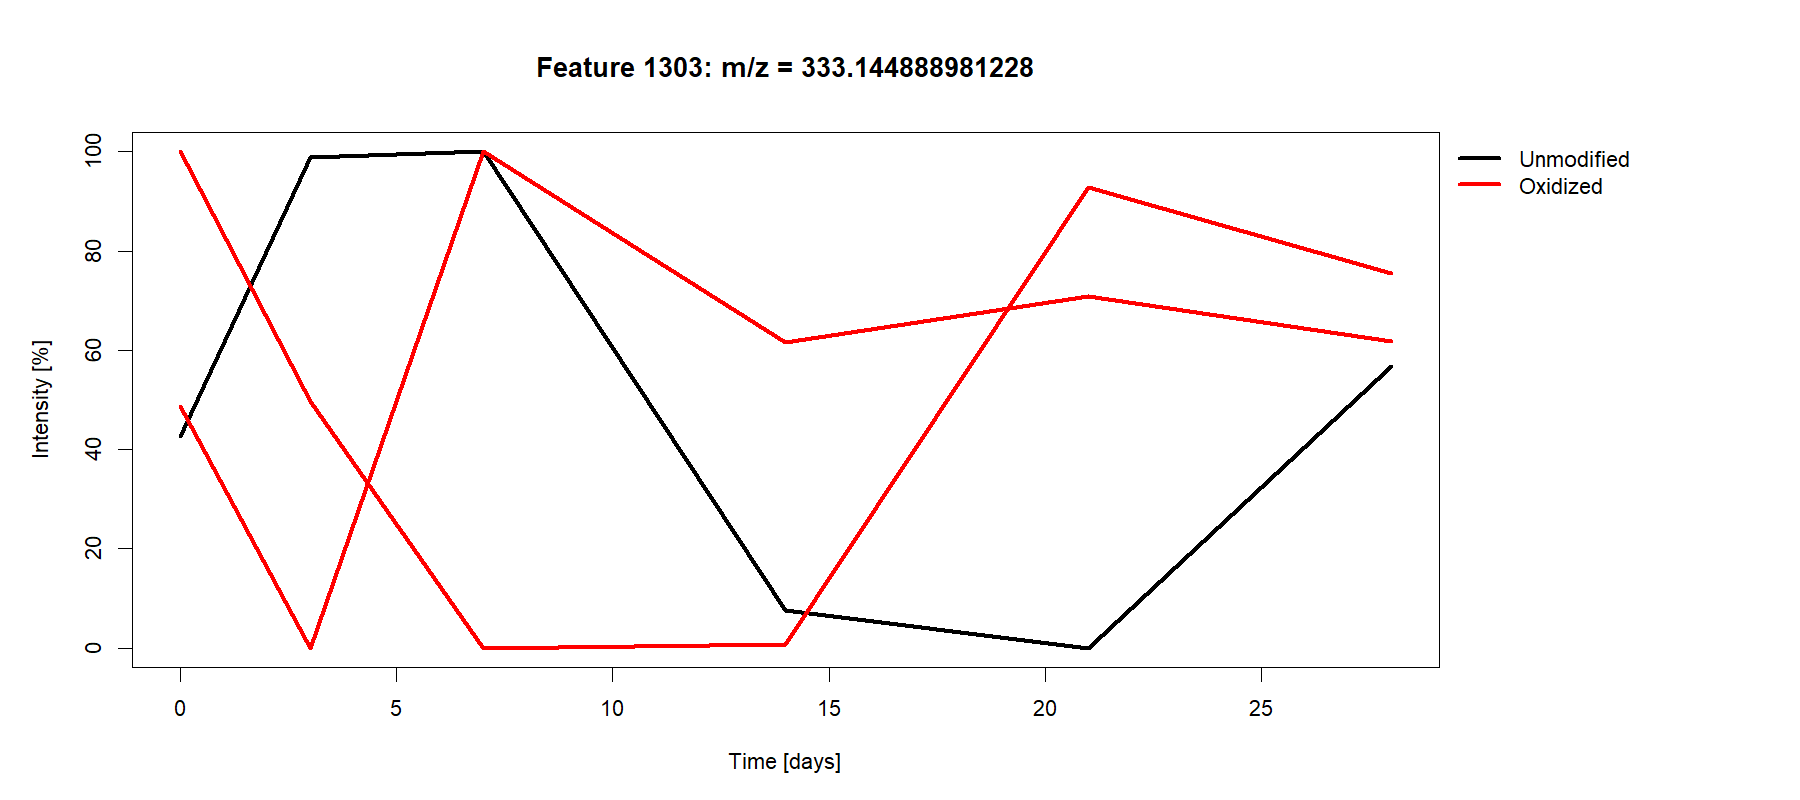 Feature 1303: m/z = 333.144888981228
Unmodified
Oxidized
Intensity [%]
100
80
60
40
20
0
0 5 10 15 20 25
Time [days]